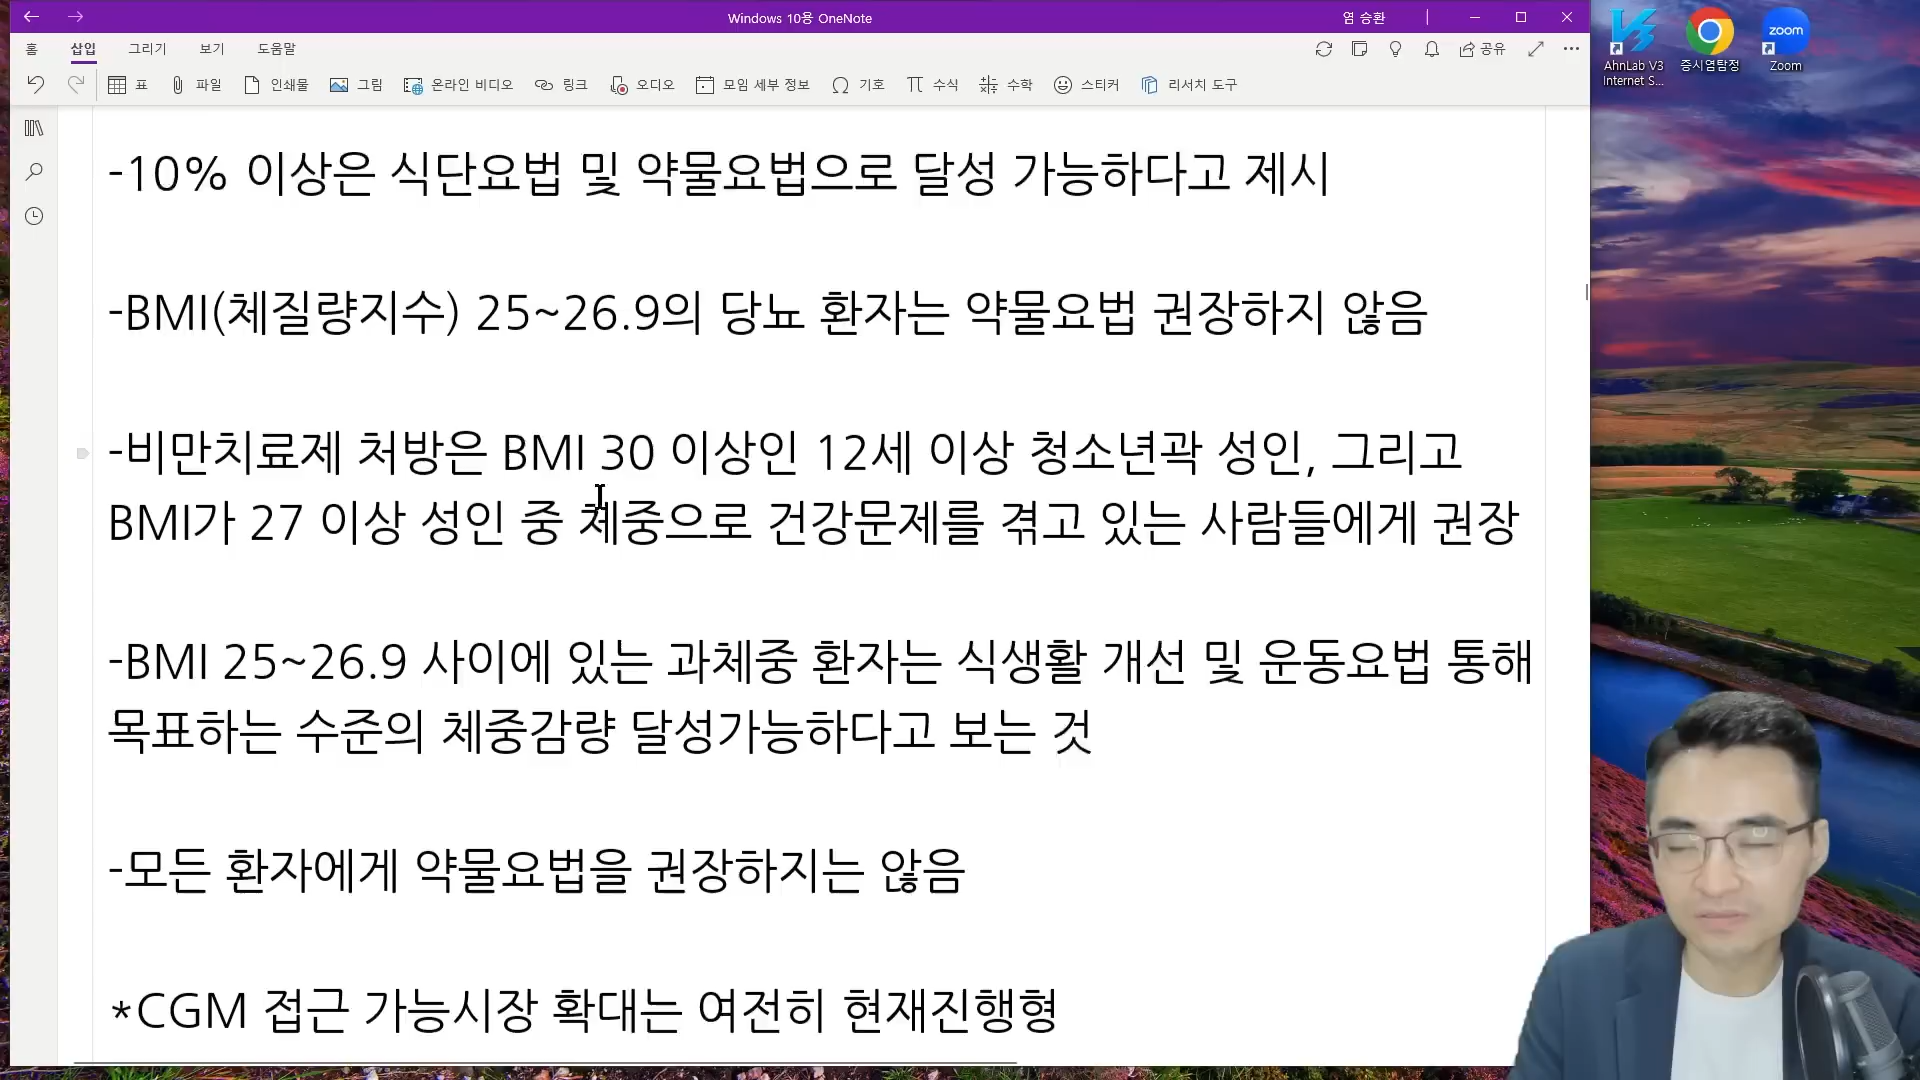 Windows 10용 OneNote
염 승환
홈 삽입 그리기 보기 도움말
공유
표 파일 인쇄물 그림 온라인 비디오 링크 오디오 모임 세부 정보 기호 수식 수학 스티커 리서치 도구
AhnLab V3 Internet S...
증시염탐정
zoom
Zoom
-10% 이상은 식단요법 및 약물요법으로 달성 가능하다고 제시
-BMI(체질량지수) 25~26.9의 당뇨 환자는 약물요법 권장하지 않음
-비만치료제 처방은 BMI 30 이상인 12세 이상 청소년곽 성인, 그리고
BMI가 27 이상 성인 중 체중으로 건강문제를 겪고 있는 사람들에게 권장
-BMI 25~26.9 사이에 있는 과체중 환자는 식생활 개선 및 운동요법 통해
목표하는 수준의 체중감량 달성가능하다고 보는 것
-모든 환자에게 약물요법을 권장하지는 않음
*CGM 접근 가능시장 확대는 여전히 현재진행형